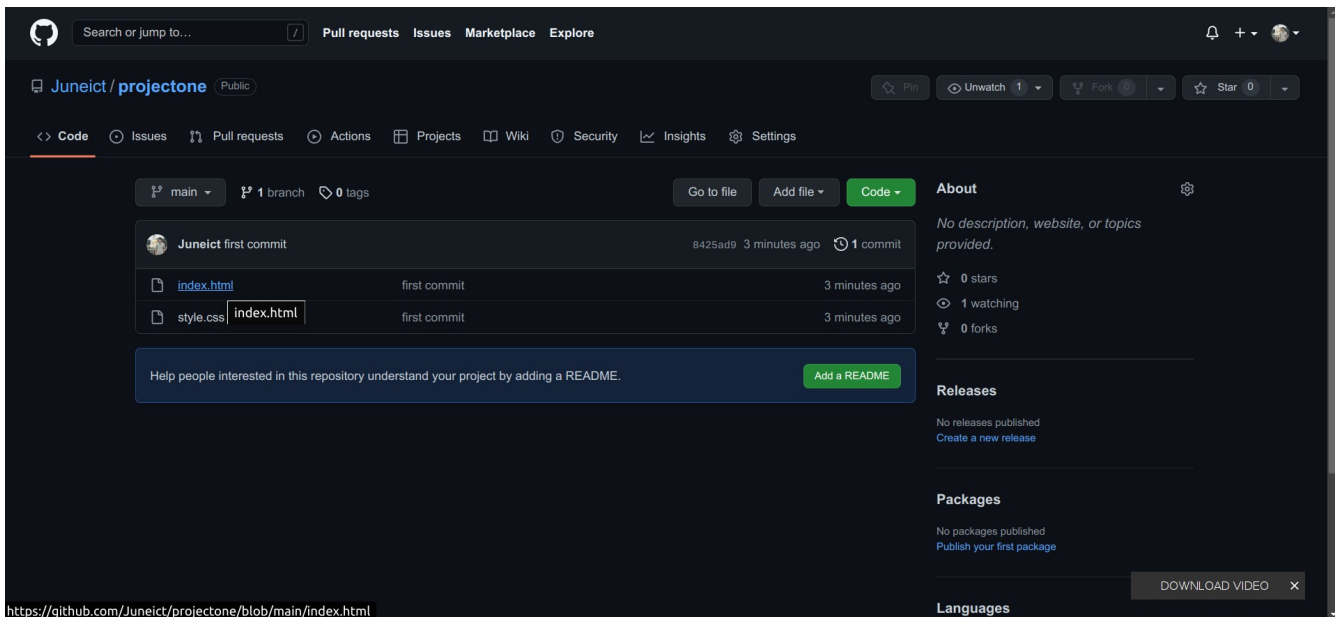 Search or jump to... /
Pull requests Issues Marketplace Explore
Juneict / projectone Public
Pin Unwatch 1 Fork 0 Star 0
<> Code Issues Pull requests Actions Projects Wiki Security Insights Settings
main 1 branch 0 tags Go to file Add file Code
Juneict first commit 8425ad9 3 minutes ago 1 commit
index.html first commit 3 minutes ago
style.css first commit 3 minutes ago
index.html
Help people interested in this repository understand your project by adding a README. Add a README
About
No description, website, or topics
provided.
0 stars
1 watching
0 forks
Releases
No releases published
Create a new release
Packages
No packages published
Publish your first package
Languages
DOWNLOAD VIDEO ×
https://github.com/Juneict/projectone/blob/main/index.html